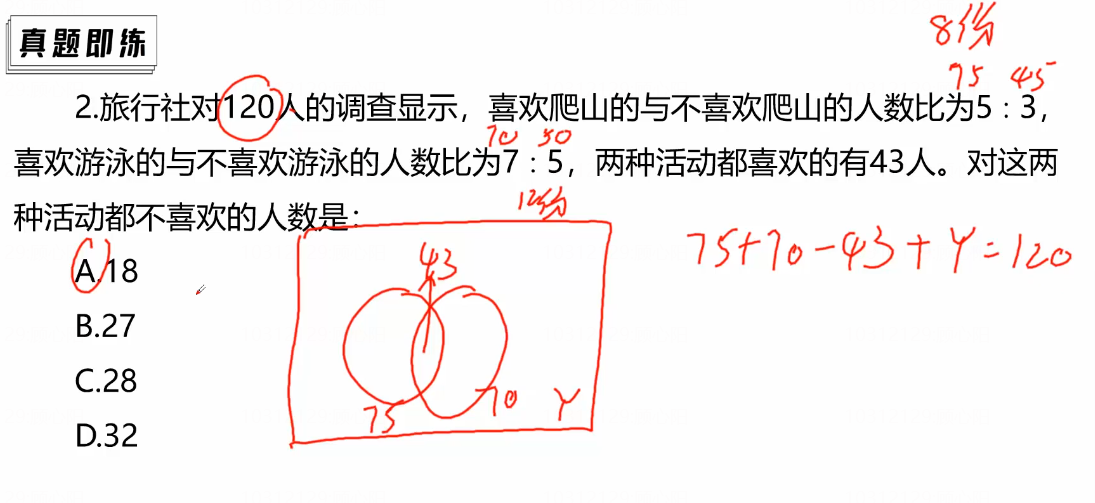 真题即练
8份
75 45
2.旅行社对120人的调查显示，喜欢爬山的与不喜欢爬山的人数比为5：3，
70 50
喜欢游泳的与不喜欢游泳的人数比为7：5，两种活动都喜欢的有43人。对这两
12份
种活动都不喜欢的人数是：
75+70-43+Y=120
A.18
43
B.27
C.28
75 70 Y
D.32